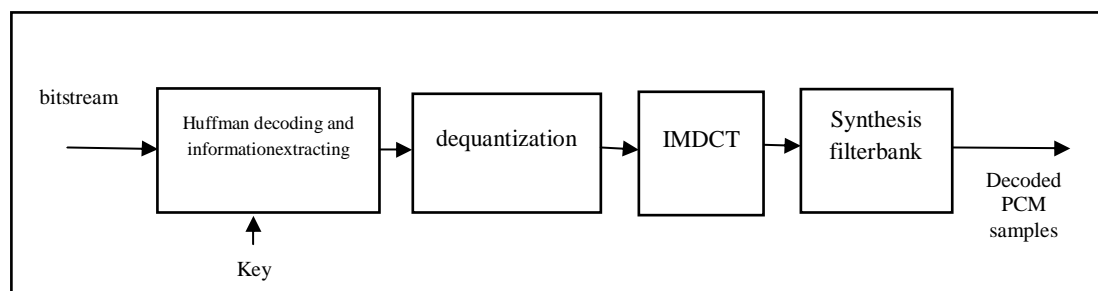 bitstream
Huffman decoding and
informationextracting
dequantization
IMDCT
Synthesis
filterbank
Decoded
PCM
samples
Key